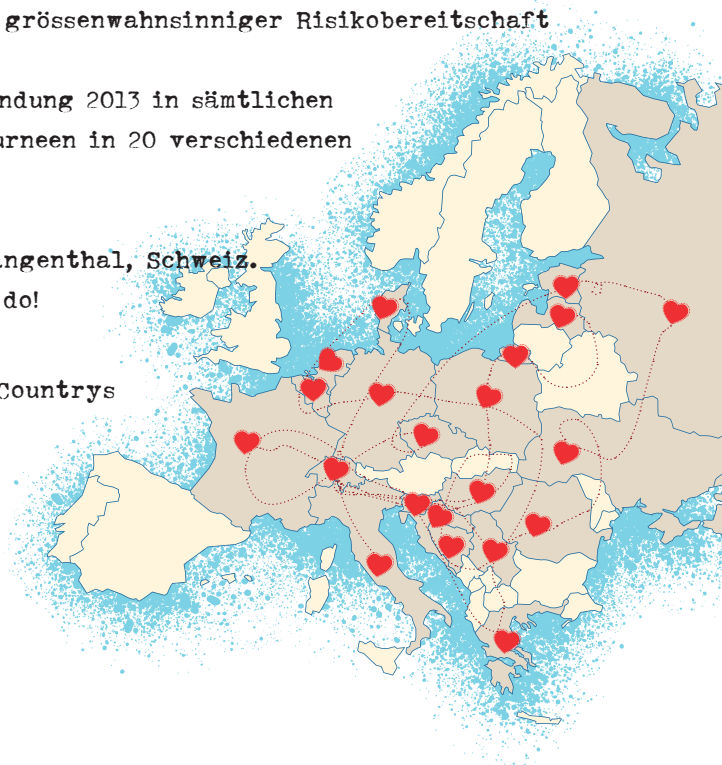 grössenwahnsinniger Risikobereitschaft
ndung 2013 in sämtlichen
urneen in 20 verschiedenen
ngenthal, Schweiz.
do!
Countrys